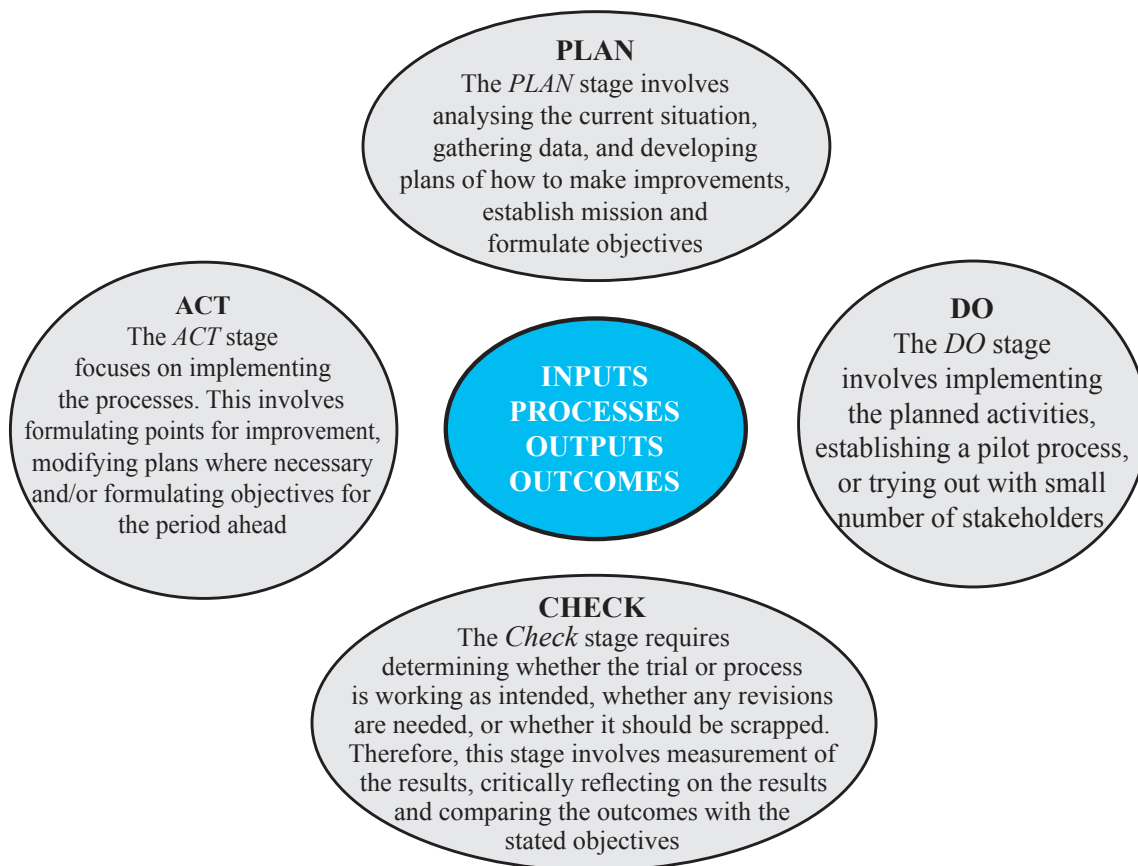 PLAN
The PLAN stage involves
analysing the current situation,
gathering data, and developing
plans of how to make improvements,
establish mission and
formulate objectives
ACT
The ACT stage
focuses on implementing
the processes. This involves
formulating points for improvement,
modifying plans where necessary
and/or formulating objectives for
the period ahead
INPUTS
PROCESSES
OUTPUTS
OUTCOMES
DO
The DO stage
involves implementing
the planned activities,
establishing a pilot process,
or trying out with small
number of stakeholders
CHECK
The Check stage requires
determining whether the trial or process
is working as intended, whether any revisions
are needed, or whether it should be scrapped.
Therefore, this stage involves measurement of
the results, critically reflecting on the results
and comparing the outcomes with the
stated objectives